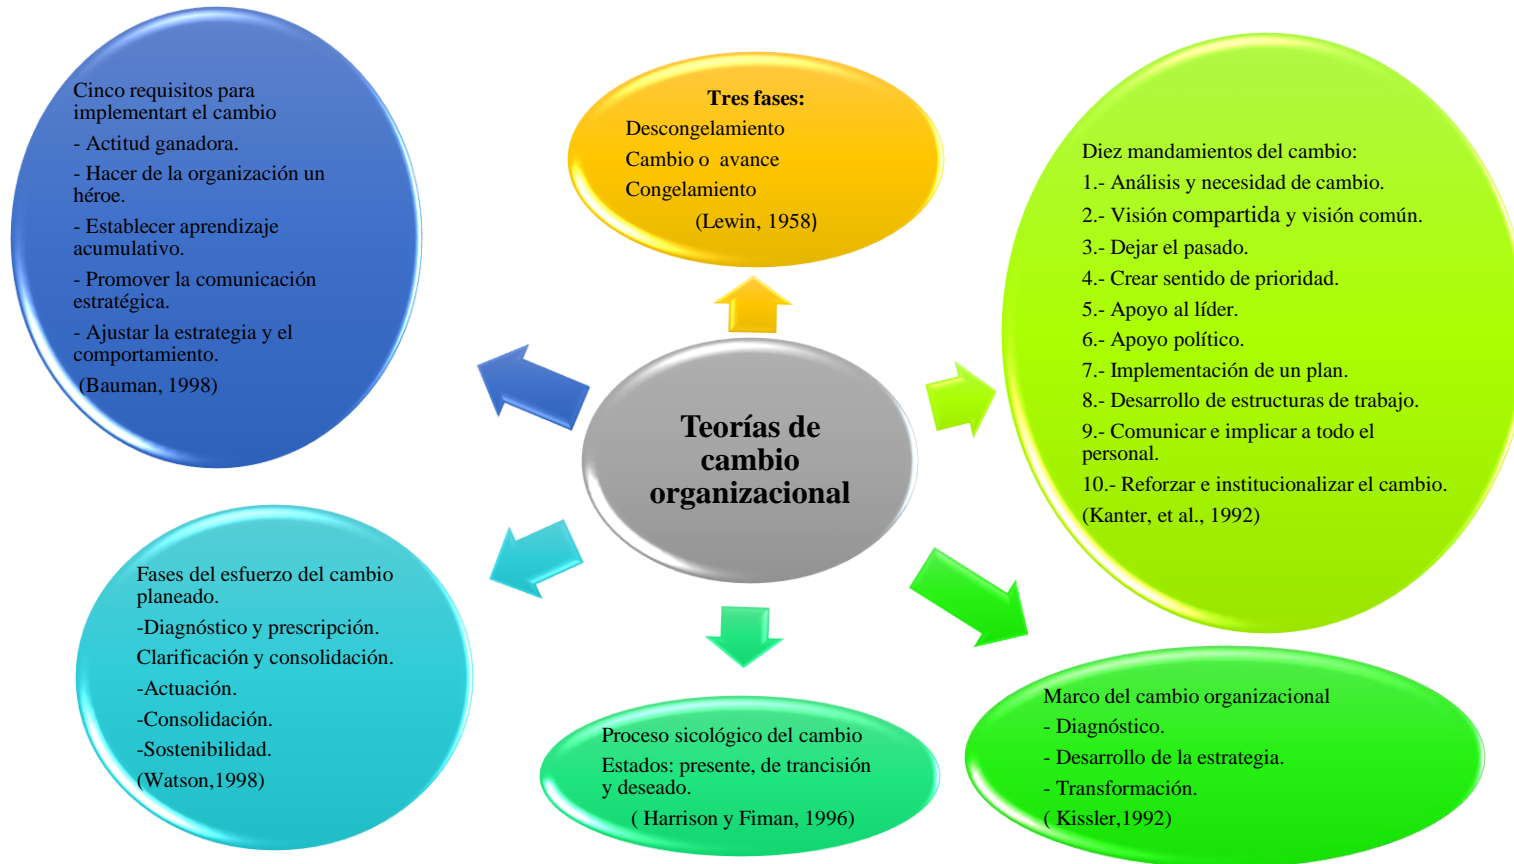 Teorías de
cambio
organizacional
Tres fases:
Descongelamiento
Cambio o avance
Congelamiento
(Lewin, 1958)
Diez mandamientos del cambio:
1.- Análisis y necesidad de cambio.
2.- Visión compartida y visión común.
3.- Dejar el pasado.
4.- Crear sentido de prioridad.
5.- Apoyo al líder.
6.- Apoyo político.
7.- Implementación de un plan.
8.- Desarrollo de estructuras de trabajo.
9.- Comunicar e implicar a todo el
personal.
10.- Reforzar e institucionalizar el cambio.
(Kanter, et al., 1992)
Marco del cambio organizacional
- Diagnóstico.
- Desarrollo de la estrategia.
- Transformación.
( Kissler,1992)
Proceso sicológico del cambio
Estados: presente, de trancisión
y deseado.
( Harrison y Fiman, 1996)
Fases del esfuerzo del cambio
planeado.
-Diagnóstico y prescripción.
Clarificación y consolidación.
-Actuación.
-Consolidación.
-Sostenibilidad.
(Watson,1998)
Cinco requisitos para
implementart el cambio
- Actitud ganadora.
- Hacer de la organización un
héroe.
- Establecer aprendizaje
acumulativo.
- Promover la comunicación
estratégica.
- Ajustar la estrategia y el
comportamiento.
(Bauman, 1998)